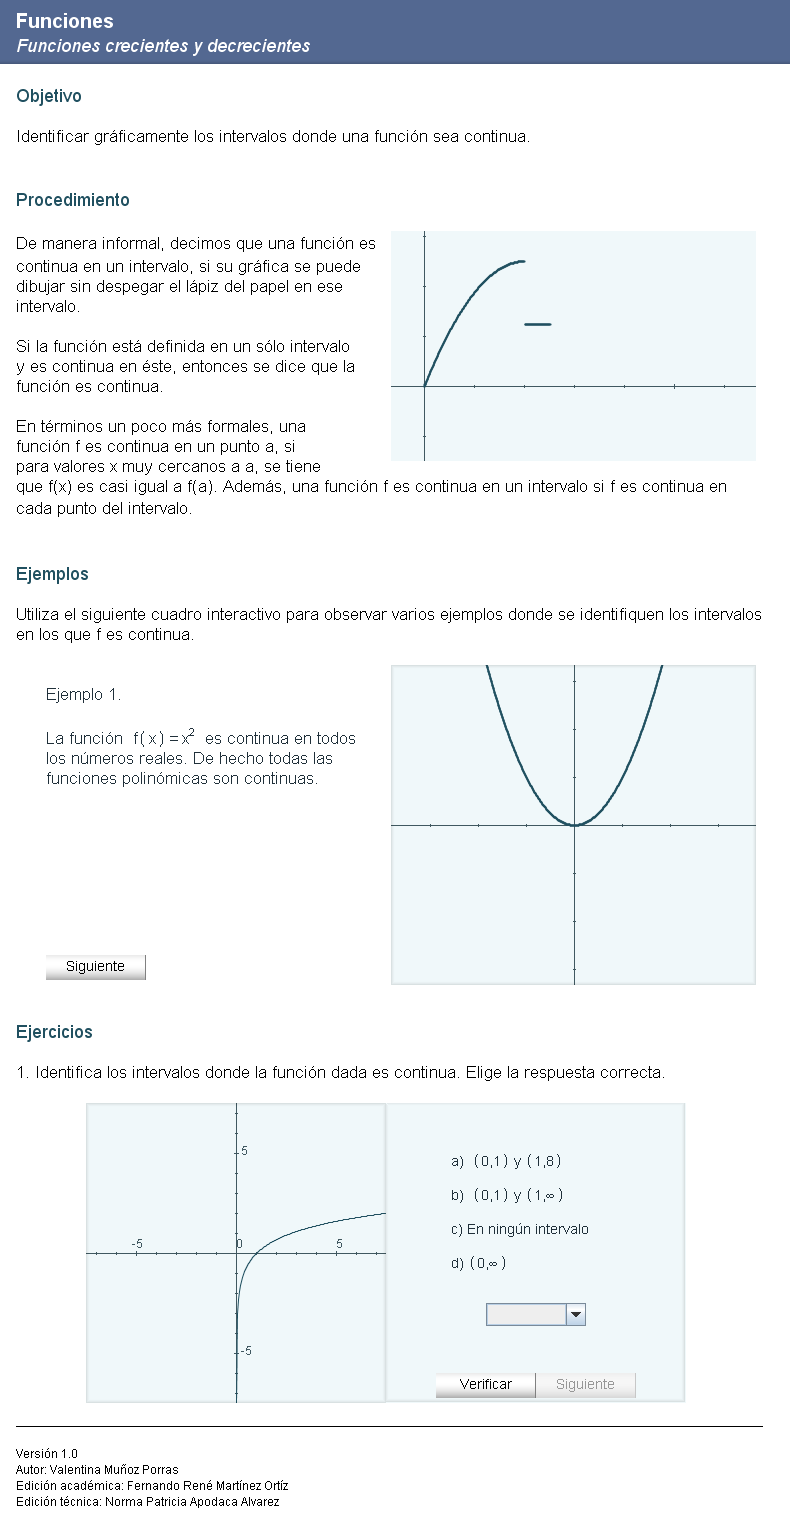 Funciones
Funciones crecientes y decrecientes
Objetivo
Identificar gráficamente los intervalos donde una función sea continua.
Procedimiento
De manera informal, decimos que una función es
continua en un intervalo, si su gráfica se puede
dibujar sin despegar el lápiz del papel en ese
intervalo.
Si la función está definida en un sólo intervalo
y es continua en éste, entonces se dice que la
función es continua.
En términos un poco más formales, una
función f es continua en un punto a, si
para valores x muy cercanos a a, se tiene
que f(x) es casi igual a f(a). Además, una función f es continua en un intervalo si f es continua en
cada punto del intervalo.
Ejemplos
Utiliza el siguiente cuadro interactivo para observar varios ejemplos donde se identifiquen los intervalos
en los que f es continua.
Ejemplo 1.
La función f(x)=x² es continua en todos
los números reales. De hecho todas las
funciones polinómicas son continuas.
Siguiente
Ejercicios
1. Identifica los intervalos donde la función dada es continua. Elige la respuesta correcta.
5
-5 0 5
-5
a) (0,1) y (1,8)
b) (0,1) y (1,∞)
c) En ningún intervalo
d) (0,∞)
Verificar Siguiente
Versión 1.0
Autor: Valentina Muñoz Porras
Edición académica: Fernando René Martínez Ortíz
Edición técnica: Norma Patricia Apodaca Alvarez